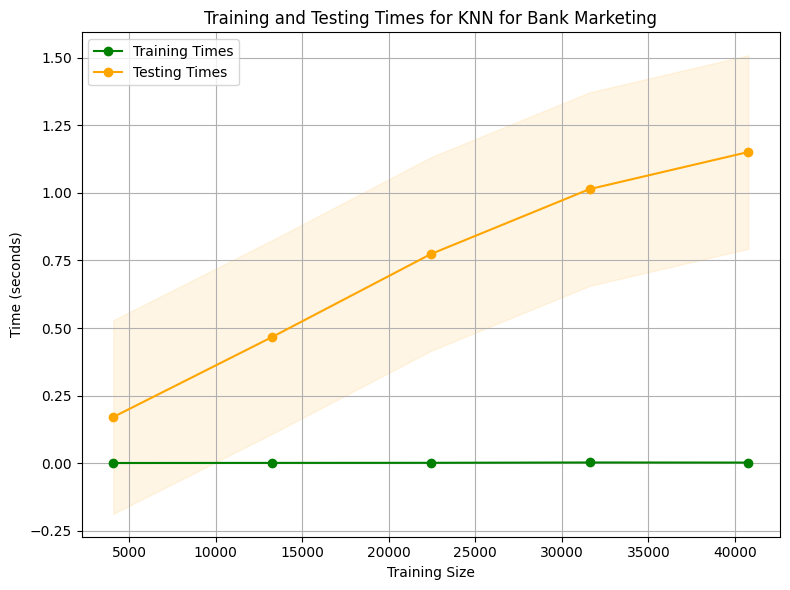 Training and Testing Times for KNN for Bank Marketing
Training Times
Testing Times
Time (seconds)
1.50
1.25
1.00
0.75
0.50
0.25
0.00
−0.25
5000 10000 15000 20000 25000 30000 35000 40000
Training Size